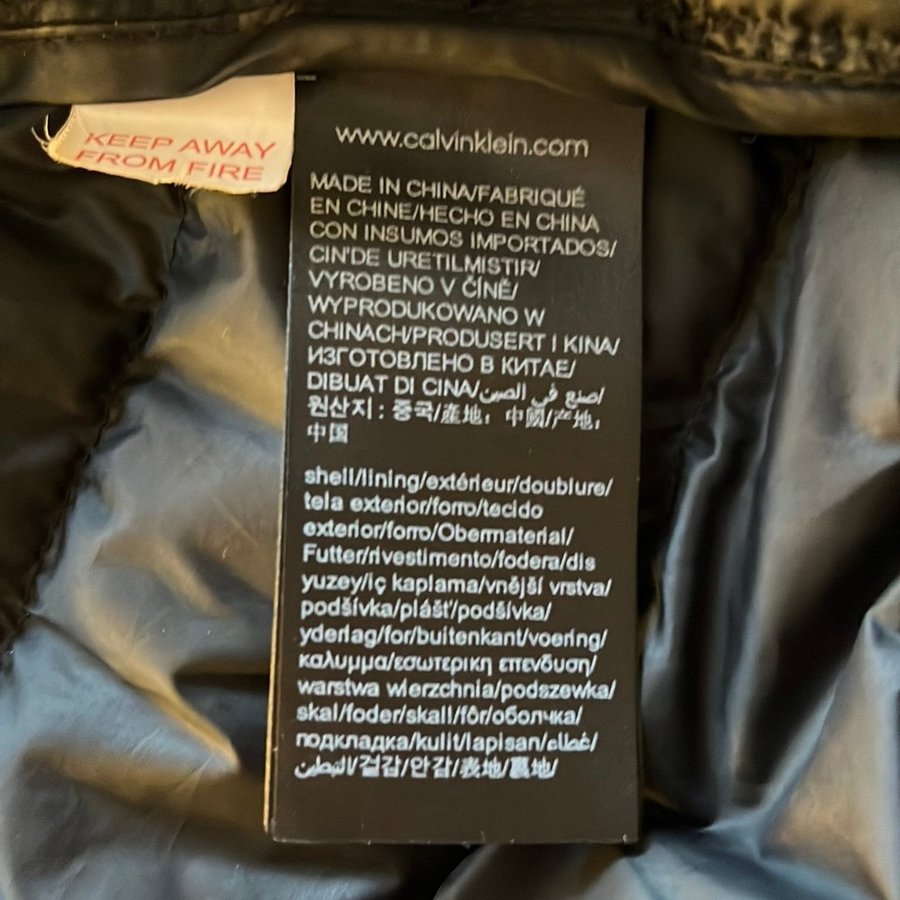 KEEP AWAY
FROM FIRE
www.calvinklein.com
MADE IN CHINA/FABRIQUÉ
EN CHINE/HECHO EN CHINA
CON INSUMOS IMPORTADOS/
CIN'DE URETILMISTIR/
VYROBENO V ČÍNĚ/
WYPRODUKOWANO W
CHINACH/PRODUSERT I KINA/
ИЗГОТОВЛЕНО В КИТАЕ/
DIBUAT DI CINA/صنع في الصين/
원산지: 중국/產地: 中國/产地:
中国
shell/lining/extérieur/doublure/
tela exterior/forro/tecido
exterior/forro/Obermaterial/
Futter/rivestimento/fodera/dis
yuzey/iç kaplama/vnější vrstva/
podšívka/plášť/podšívka/
yderlag/for/buitenkant/voering/
καλυμμα/εσωτερικη επενδυση/
warstwa wierzchnia/podszewka/
skal/foder/skall/fôr/оболчка/
подкладка/kulit/lapisan/غطاء/
التبطين/겉감/안감/表地/裏地/